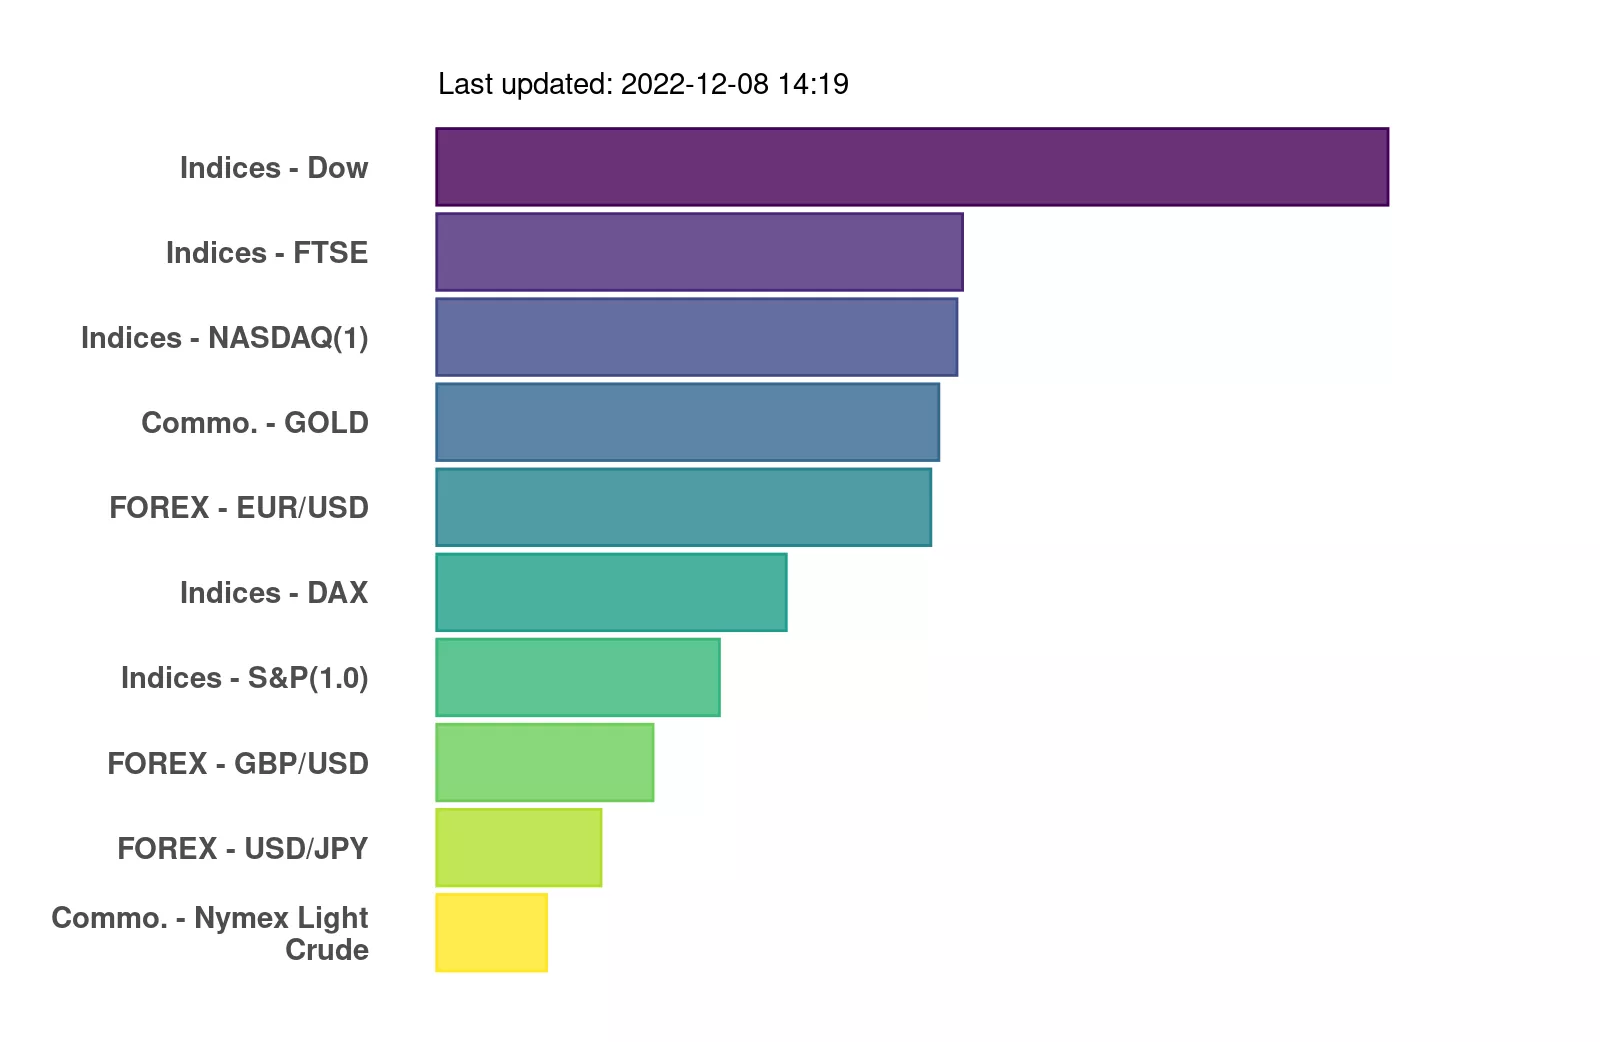 Last updated: 2022-12-08 14:19
Indices - Dow
Indices - FTSE
Indices - NASDAQ(1)
Commo. - GOLD
FOREX - EUR/USD
Indices - DAX
Indices - S&P(1.0)
FOREX - GBP/USD
FOREX - USD/JPY
Commo. - Nymex Light
Crude